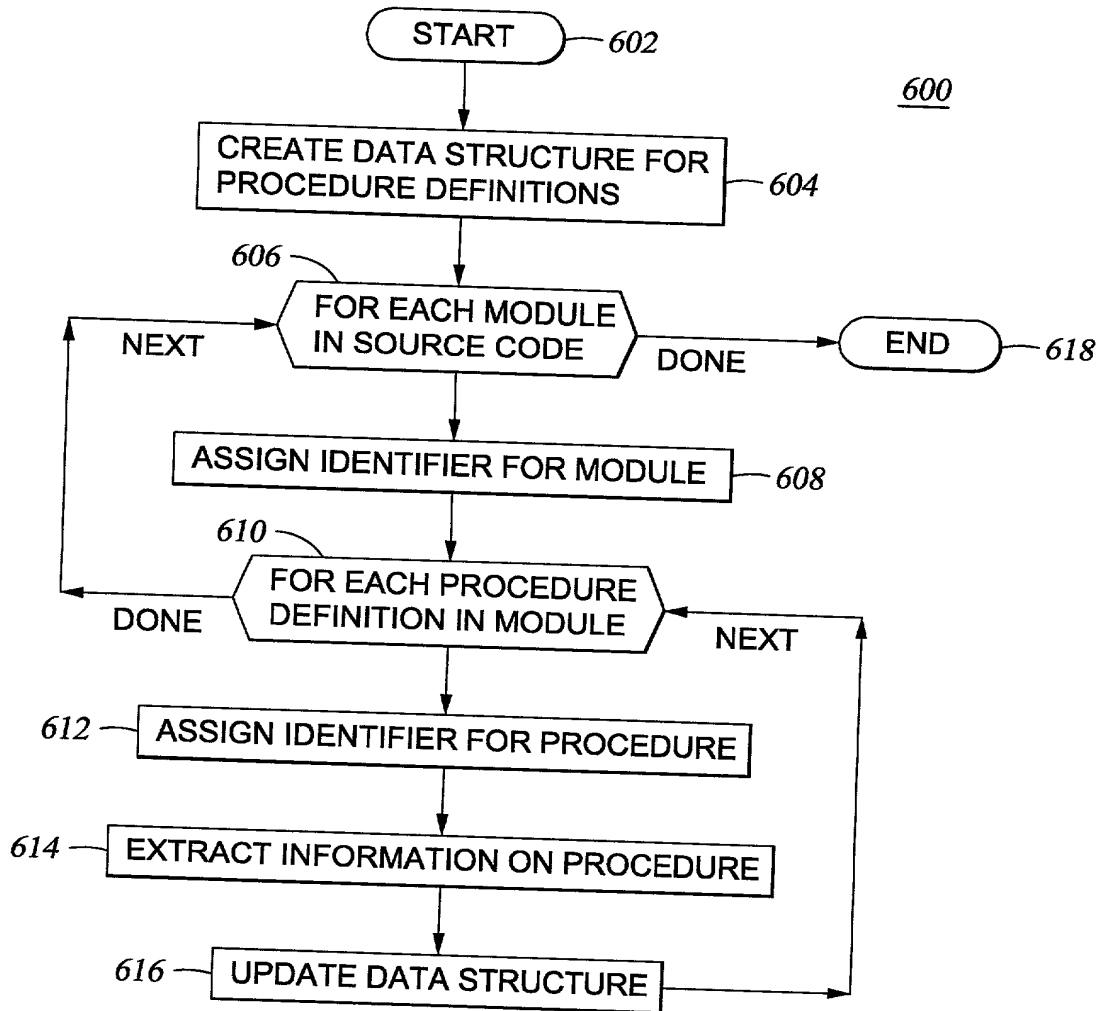 START
602
600
CREATE DATA STRUCTURE FOR
PROCEDURE DEFINITIONS
604
606
FOR EACH MODULE
IN SOURCE CODE
NEXT
DONE
END
618
ASSIGN IDENTIFIER FOR MODULE
608
610
FOR EACH PROCEDURE
DEFINITION IN MODULE
DONE
NEXT
612
ASSIGN IDENTIFIER FOR PROCEDURE
614
EXTRACT INFORMATION ON PROCEDURE
616
UPDATE DATA STRUCTURE